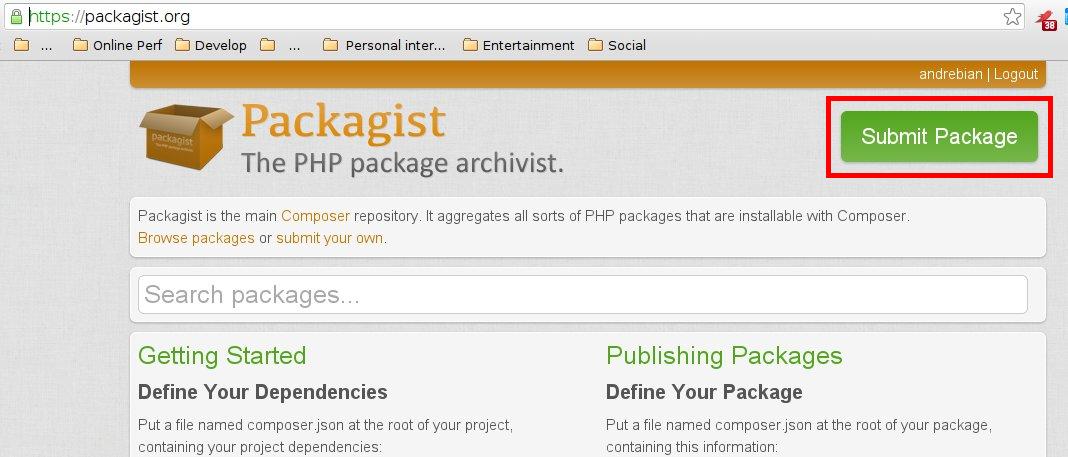 https://packagist.org
38
... Online Perf Develop ... Personal inter... Entertainment Social
andrebian | Logout
packagist
Packagist
The PHP package archivist.
Submit Package
Packagist is the main Composer repository. It aggregates all sorts of PHP packages that are installable with Composer.
Browse packages or submit your own.
Search packages...
Getting Started
Define Your Dependencies
Put a file named composer.json at the root of your project,
containing your project dependencies:
Publishing Packages
Define Your Package
Put a file named composer.json at the root of your package,
containing this information: